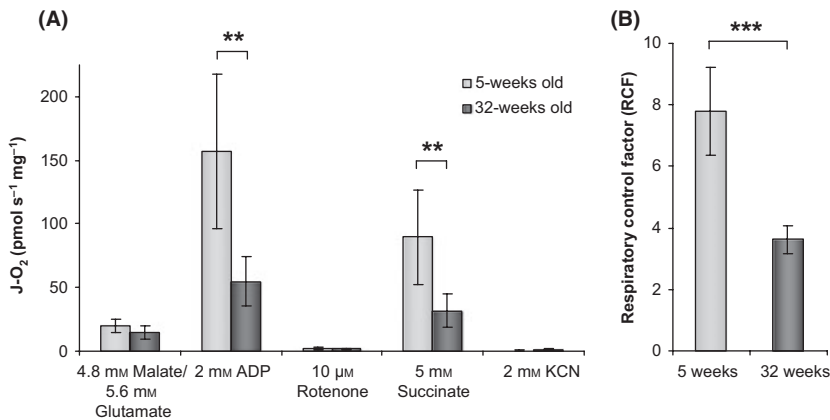 (A)
**
5-weeks old
32-weeks old
**
200
150
100
50
0
J-O₂ (pmol s⁻¹ mg⁻¹)
4.8 mM Malate/
5.6 mM
Glutamate
2 mM ADP
10 µM
Rotenone
5 mM
Succinate
2 mM KCN
(B)
***
10
8
6
4
2
0
Respiratory control factor (RCF)
5 weeks
32 weeks